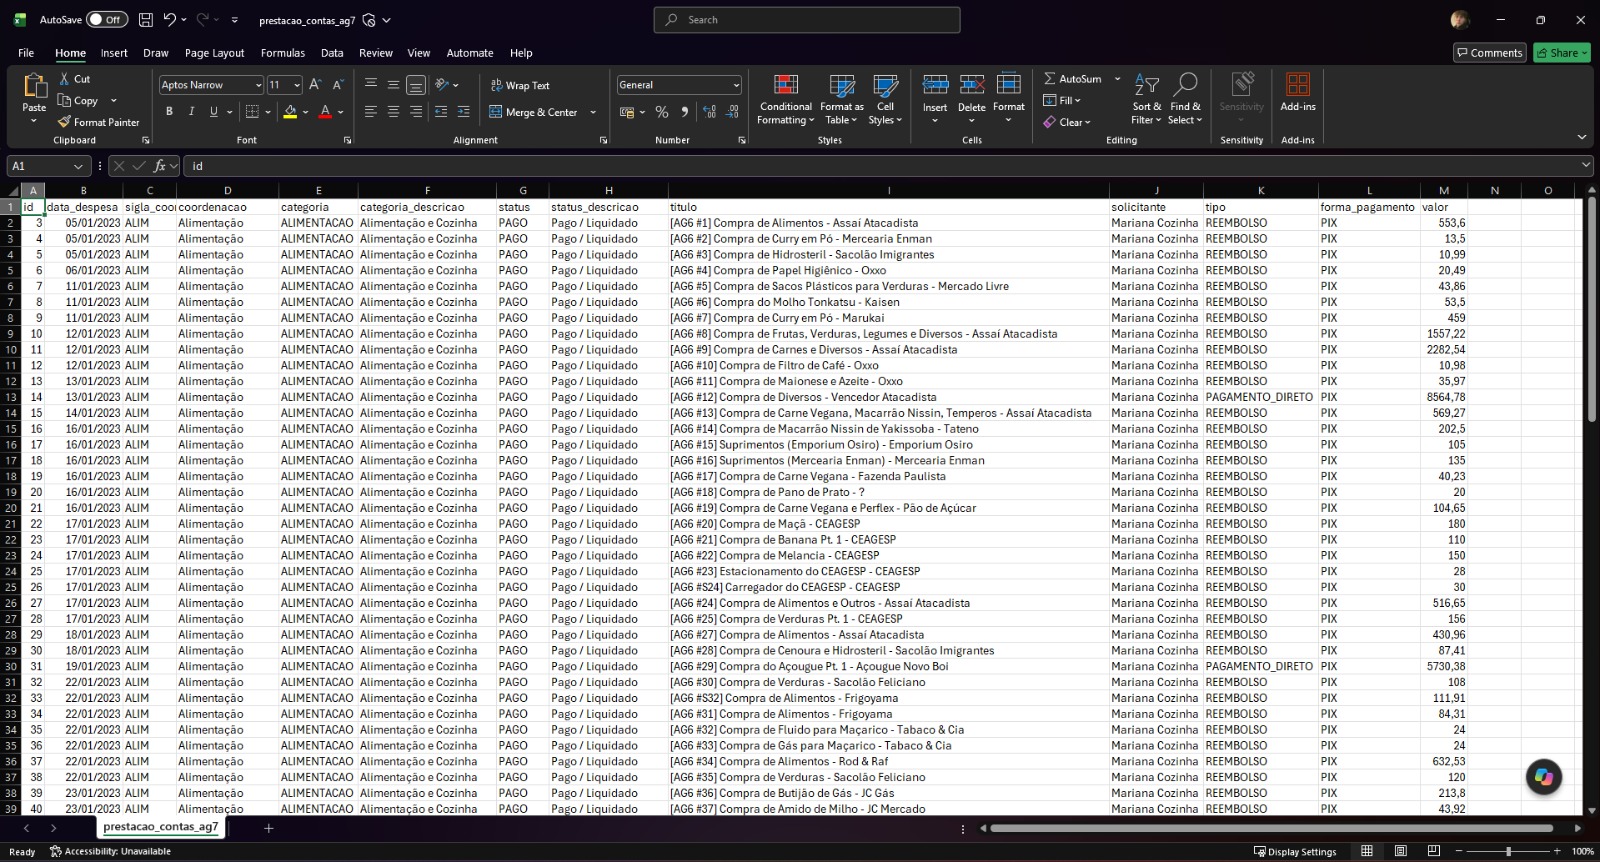 AutoSave Off prestacao_contas_ag7 Search
File Home Insert Draw Page Layout Formulas Data Review View Automate Help Comments Share
Paste Cut Copy Format Painter Clipboard
Aptos Narrow 11 A A B I U A Font
Wrap Text Merge & Center Alignment
General % Number
Conditional Formatting Format as Table Cell Styles Styles
Insert Delete Format Cells
AutoSum Fill Clear Sort & Filter Find & Select Editing
Sensitivity Sensitivity
Add-ins Add-ins
A1 fx id
A B C D E F G H I J K L M N O
1 id data_despesa sigla_coo coordenacao categoria categoria_descricao status status_descricao titulo solicitante tipo forma_pagamento valor
2 3 05/01/2023 ALIM Alimentação ALIMENTACAO Alimentação e Cozinha PAGO Pago / Liquidado [AG6 #1] Compra de Alimentos - Assaí Atacadista Mariana Cozinha REEMBOLSO PIX 553,6
3 4 05/01/2023 ALIM Alimentação ALIMENTACAO Alimentação e Cozinha PAGO Pago / Liquidado [AG6 #2] Compra de Curry em Pó - Mercearia Enman Mariana Cozinha REEMBOLSO PIX 13,5
4 5 06/01/2023 ALIM Alimentação ALIMENTACAO Alimentação e Cozinha PAGO Pago / Liquidado [AG6 #3] Compra de Hidrosteril - Sacolão Imigrantes Mariana Cozinha REEMBOLSO PIX 10,99
5 6 06/01/2023 ALIM Alimentação ALIMENTACAO Alimentação e Cozinha PAGO Pago / Liquidado [AG6 #4] Compra de Papel Higiênico - Oxxo Mariana Cozinha REEMBOLSO PIX 20,49
6 7 11/01/2023 ALIM Alimentação ALIMENTACAO Alimentação e Cozinha PAGO Pago / Liquidado [AG6 #5] Compra de Sacos Plásticos para Verduras - Mercado Livre Mariana Cozinha REEMBOLSO PIX 43,86
7 8 11/01/2023 ALIM Alimentação ALIMENTACAO Alimentação e Cozinha PAGO Pago / Liquidado [AG6 #6] Compra do Molho Tonkatsu - Kaisen Mariana Cozinha REEMBOLSO PIX 53,5
8 9 11/01/2023 ALIM Alimentação ALIMENTACAO Alimentação e Cozinha PAGO Pago / Liquidado [AG6 #7] Compra de Curry em Pó - Marukai Mariana Cozinha REEMBOLSO PIX 459
9 10 12/01/2023 ALIM Alimentação ALIMENTACAO Alimentação e Cozinha PAGO Pago / Liquidado [AG6 #8] Compra de Frutas, Verduras, Legumes e Diversos - Assaí Atacadista Mariana Cozinha REEMBOLSO PIX 1557,22
10 11 12/01/2023 ALIM Alimentação ALIMENTACAO Alimentação e Cozinha PAGO Pago / Liquidado [AG6 #9] Compra de Carnes e Diversos - Assaí Atacadista Mariana Cozinha REEMBOLSO PIX 2282,54
11 12 12/01/2023 ALIM Alimentação ALIMENTACAO Alimentação e Cozinha PAGO Pago / Liquidado [AG6 #10] Compra de Filtro de Café - Oxxo Mariana Cozinha REEMBOLSO PIX 10,98
12 13 13/01/2023 ALIM Alimentação ALIMENTACAO Alimentação e Cozinha PAGO Pago / Liquidado [AG6 #11] Compra de Maionese e Azeite - Oxxo Mariana Cozinha REEMBOLSO PIX 35,97
13 14 13/01/2023 ALIM Alimentação ALIMENTACAO Alimentação e Cozinha PAGO Pago / Liquidado [AG6 #12] Compra de Diversos - Vencedor Atacadista Mariana Cozinha PAGAMENTO_DIRETO PIX 8564,78
14 15 14/01/2023 ALIM Alimentação ALIMENTACAO Alimentação e Cozinha PAGO Pago / Liquidado [AG6 #13] Compra de Carne Vegana, Macarrão Nissin, Temperos - Assaí Atacadista Mariana Cozinha REEMBOLSO PIX 569,27
15 16 16/01/2023 ALIM Alimentação ALIMENTACAO Alimentação e Cozinha PAGO Pago / Liquidado [AG6 #14] Compra de Macarrão Nissin de Yakissoba - Tateno Mariana Cozinha REEMBOLSO PIX 202,5
16 17 16/01/2023 ALIM Alimentação ALIMENTACAO Alimentação e Cozinha PAGO Pago / Liquidado [AG6 #15] Suprimentos (Emporium Osiro) - Emporium Osiro Mariana Cozinha REEMBOLSO PIX 105
17 18 16/01/2023 ALIM Alimentação ALIMENTACAO Alimentação e Cozinha PAGO Pago / Liquidado [AG6 #16] Suprimentos (Mercearia Enman) - Mercearia Enman Mariana Cozinha REEMBOLSO PIX 135
18 19 16/01/2023 ALIM Alimentação ALIMENTACAO Alimentação e Cozinha PAGO Pago / Liquidado [AG6 #17] Compra de Carne Vegana - Fazenda Paulista Mariana Cozinha REEMBOLSO PIX 40,23
19 20 16/01/2023 ALIM Alimentação ALIMENTACAO Alimentação e Cozinha PAGO Pago / Liquidado [AG6 #18] Compra de Pano de Prato - ? Mariana Cozinha REEMBOLSO PIX 20
20 21 16/01/2023 ALIM Alimentação ALIMENTACAO Alimentação e Cozinha PAGO Pago / Liquidado [AG6 #19] Compra de Carne Vegana e Perflex - Pão de Açúcar Mariana Cozinha REEMBOLSO PIX 104,65
21 22 17/01/2023 ALIM Alimentação ALIMENTACAO Alimentação e Cozinha PAGO Pago / Liquidado [AG6 #20] Compra de Maçã - CEAGESP Mariana Cozinha REEMBOLSO PIX 180
22 23 17/01/2023 ALIM Alimentação ALIMENTACAO Alimentação e Cozinha PAGO Pago / Liquidado [AG6 #21] Compra de Banana Pt. 1 - CEAGESP Mariana Cozinha REEMBOLSO PIX 110
23 24 17/01/2023 ALIM Alimentação ALIMENTACAO Alimentação e Cozinha PAGO Pago / Liquidado [AG6 #22] Compra de Melancia - CEAGESP Mariana Cozinha REEMBOLSO PIX 150
24 25 17/01/2023 ALIM Alimentação ALIMENTACAO Alimentação e Cozinha PAGO Pago / Liquidado [AG6 #23] Estacionamento do CEAGESP - CEAGESP Mariana Cozinha REEMBOLSO PIX 28
25 26 17/01/2023 ALIM Alimentação ALIMENTACAO Alimentação e Cozinha PAGO Pago / Liquidado [AG6 #S24] Carregador do CEAGESP - CEAGESP Mariana Cozinha REEMBOLSO PIX 30
26 27 17/01/2023 ALIM Alimentação ALIMENTACAO Alimentação e Cozinha PAGO Pago / Liquidado [AG6 #24] Compra de Alimentos e Outros - Assaí Atacadista Mariana Cozinha REEMBOLSO PIX 516,65
27 28 17/01/2023 ALIM Alimentação ALIMENTACAO Alimentação e Cozinha PAGO Pago / Liquidado [AG6 #25] Compra de Verduras Pt. 1 - CEAGESP Mariana Cozinha REEMBOLSO PIX 156
28 29 18/01/2023 ALIM Alimentação ALIMENTACAO Alimentação e Cozinha PAGO Pago / Liquidado [AG6 #27] Compra de Alimentos - Assaí Atacadista Mariana Cozinha REEMBOLSO PIX 430,96
29 30 18/01/2023 ALIM Alimentação ALIMENTACAO Alimentação e Cozinha PAGO Pago / Liquidado [AG6 #28] Compra de Cenoura e Hidrosteril - Sacolão Imigrantes Mariana Cozinha REEMBOLSO PIX 87,41
30 31 19/01/2023 ALIM Alimentação ALIMENTACAO Alimentação e Cozinha PAGO Pago / Liquidado [AG6 #29] Compra do Açougue Pt. 1 - Açougue Novo Boi Mariana Cozinha PAGAMENTO_DIRETO PIX 5730,38
31 32 22/01/2023 ALIM Alimentação ALIMENTACAO Alimentação e Cozinha PAGO Pago / Liquidado [AG6 #30] Compra de Verduras - Sacolão Feliciano Mariana Cozinha REEMBOLSO PIX 108
32 33 22/01/2023 ALIM Alimentação ALIMENTACAO Alimentação e Cozinha PAGO Pago / Liquidado [AG6 #S32] Compra de Alimentos - Frigoyama Mariana Cozinha REEMBOLSO PIX 111,91
33 34 22/01/2023 ALIM Alimentação ALIMENTACAO Alimentação e Cozinha PAGO Pago / Liquidado [AG6 #31] Compra de Alimentos - Frigoyama Mariana Cozinha REEMBOLSO PIX 84,31
34 35 22/01/2023 ALIM Alimentação ALIMENTACAO Alimentação e Cozinha PAGO Pago / Liquidado [AG6 #32] Compra de Fluido para Maçarico - Tabaco & Cia Mariana Cozinha REEMBOLSO PIX 24
35 36 22/01/2023 ALIM Alimentação ALIMENTACAO Alimentação e Cozinha PAGO Pago / Liquidado [AG6 #33] Compra de Gás para Maçarico - Tabaco & Cia Mariana Cozinha REEMBOLSO PIX 24
36 37 22/01/2023 ALIM Alimentação ALIMENTACAO Alimentação e Cozinha PAGO Pago / Liquidado [AG6 #34] Compra de Alimentos - Rod & Raf Mariana Cozinha REEMBOLSO PIX 632,53
37 38 22/01/2023 ALIM Alimentação ALIMENTACAO Alimentação e Cozinha PAGO Pago / Liquidado [AG6 #35] Compra de Verduras - Sacolão Feliciano Mariana Cozinha REEMBOLSO PIX 120
38 39 23/01/2023 ALIM Alimentação ALIMENTACAO Alimentação e Cozinha PAGO Pago / Liquidado [AG6 #36] Compra de Butijão de Gás - JC Gás Mariana Cozinha REEMBOLSO PIX 213,8
39 40 23/01/2023 ALIM Alimentação ALIMENTACAO Alimentação e Cozinha PAGO Pago / Liquidado [AG6 #37] Compra de Amido de Milho - JC Mercado Mariana Cozinha REEMBOLSO PIX 43,92
prestacao_contas_ag7
Ready Accessibility: Unavailable Display Settings 100%